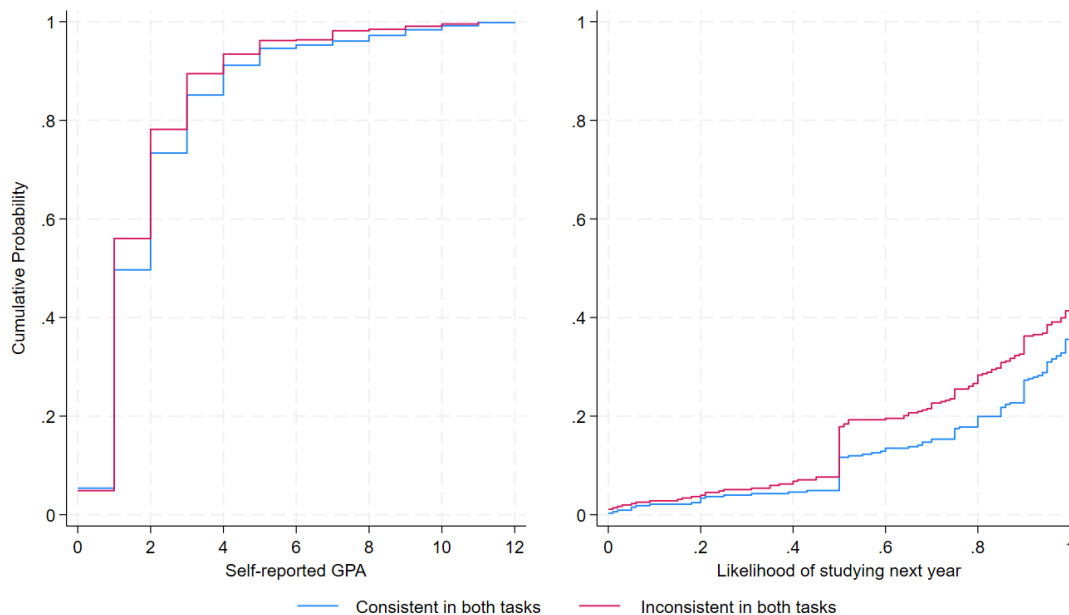 Cumulative Probability
1
.8
.6
.4
.2
0
0 2 4 6 8 10 12
Self-reported GPA
1
.8
.6
.4
.2
0
0 .2 .4 .6 .8 1
Likelihood of studying next year
Consistent in both tasks Inconsistent in both tasks